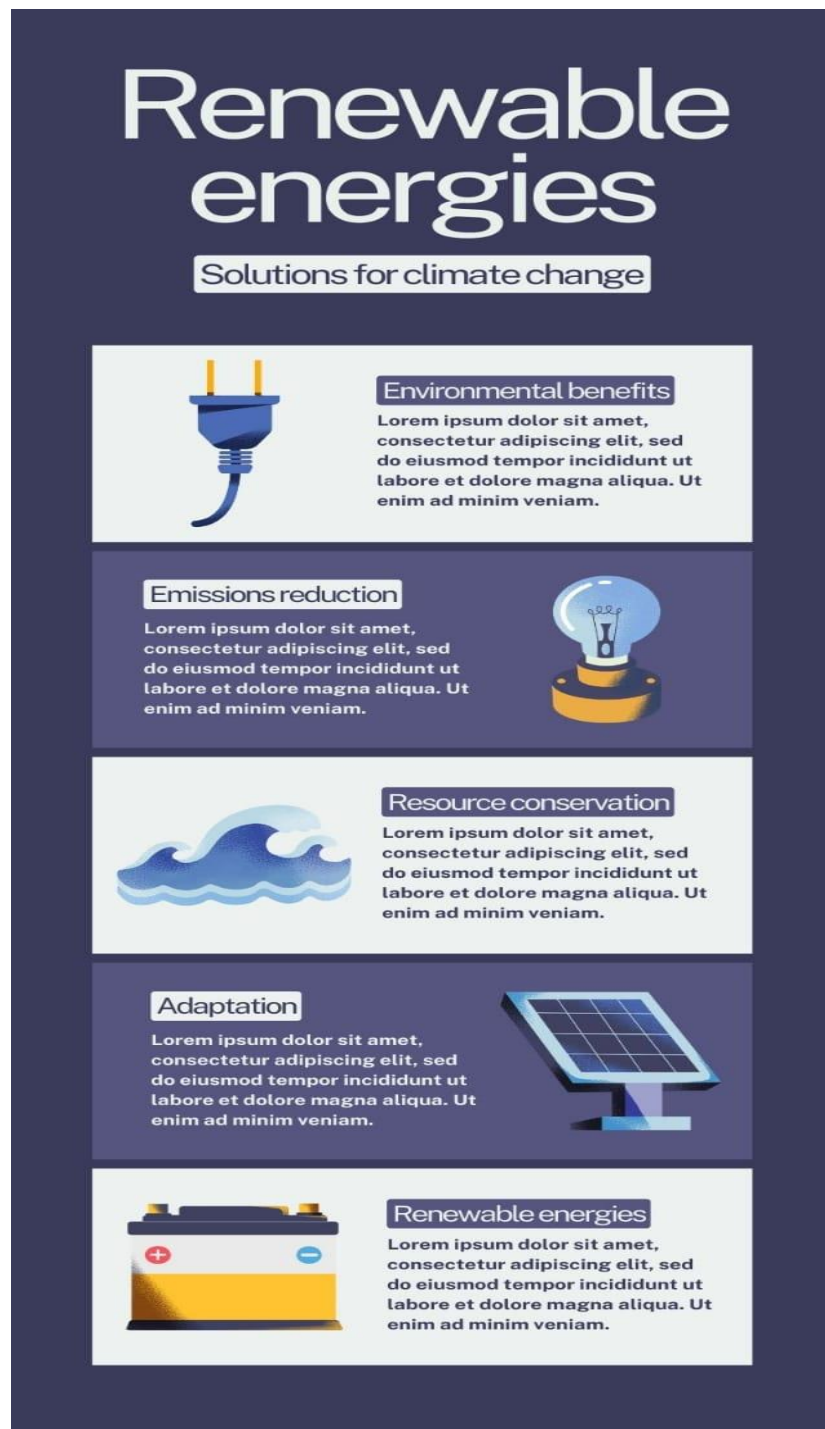 Renewable
energies
Solutions for climate change
Environmental benefits
Lorem ipsum dolor sit amet,
consectetur adipiscing elit, sed
do eiusmod tempor incididunt ut
labore et dolore magna aliqua. Ut
enim ad minim veniam.
Emissions reduction
Lorem ipsum dolor sit amet,
consectetur adipiscing elit, sed
do eiusmod tempor incididunt ut
labore et dolore magna aliqua. Ut
enim ad minim veniam.
Resource conservation
Lorem ipsum dolor sit amet,
consectetur adipiscing elit, sed
do eiusmod tempor incididunt ut
labore et dolore magna aliqua. Ut
enim ad minim veniam.
Adaptation
Lorem ipsum dolor sit amet,
consectetur adipiscing elit, sed
do eiusmod tempor incididunt ut
labore et dolore magna aliqua. Ut
enim ad minim veniam.
Renewable energies
Lorem ipsum dolor sit amet,
consectetur adipiscing elit, sed
do eiusmod tempor incididunt ut
labore et dolore magna aliqua. Ut
enim ad minim veniam.